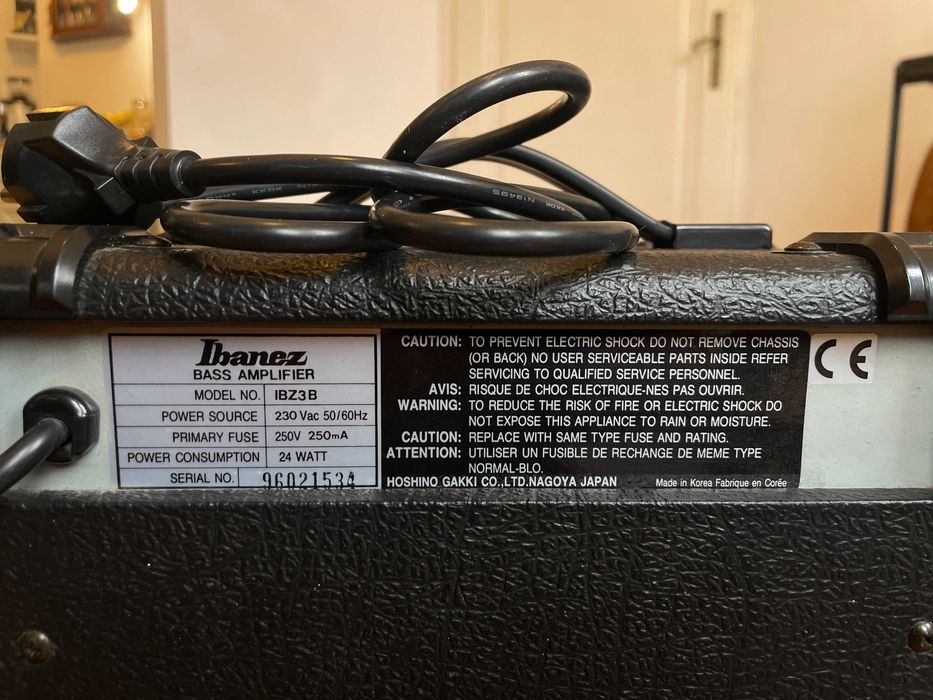 N13495
KKDK
Ibanez
BASS AMPLIFIER
MODEL NO. IBZ3B
POWER SOURCE 230 Vac 50/60Hz
PRIMARY FUSE 250V 250mA
POWER CONSUMPTION 24 WATT
SERIAL NO. 96021534
CAUTION: TO PREVENT ELECTRIC SHOCK DO NOT REMOVE CHASSIS
(OR BACK) NO USER SERVICEABLE PARTS INSIDE REFER
SERVICING TO QUALIFIED SERVICE PERSONNEL.
AVIS: RISQUE DE CHOC ELECTRIQUE-NES PAS OUVRIR.
WARNING: TO REDUCE THE RISK OF FIRE OR ELECTRIC SHOCK DO
NOT EXPOSE THIS APPLIANCE TO RAIN OR MOISTURE.
CAUTION: REPLACE WITH SAME TYPE FUSE AND RATING.
ATTENTION: UTILISER UN FUSIBLE DE RECHANGE DE MEME TYPE
NORMAL-BLO.
HOSHINO GAKKI CO.,LTD.NAGOYA JAPAN Made in Korea Fabrique en Corée
CE